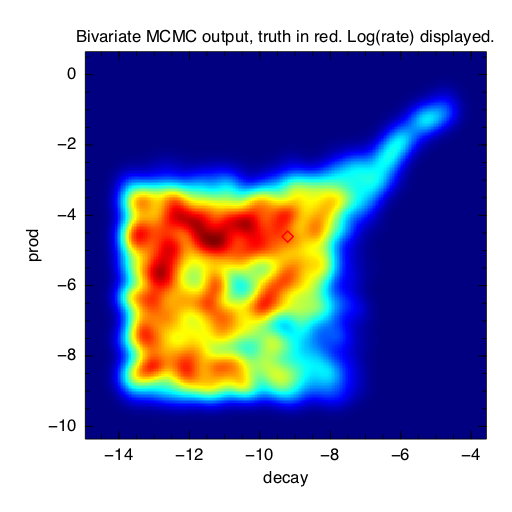 Bivariate MCMC output, truth in red. Log(rate) displayed.
0
−2
−4
−6
−8
−10
prod
−14 −12 −10 −8 −6 −4
decay